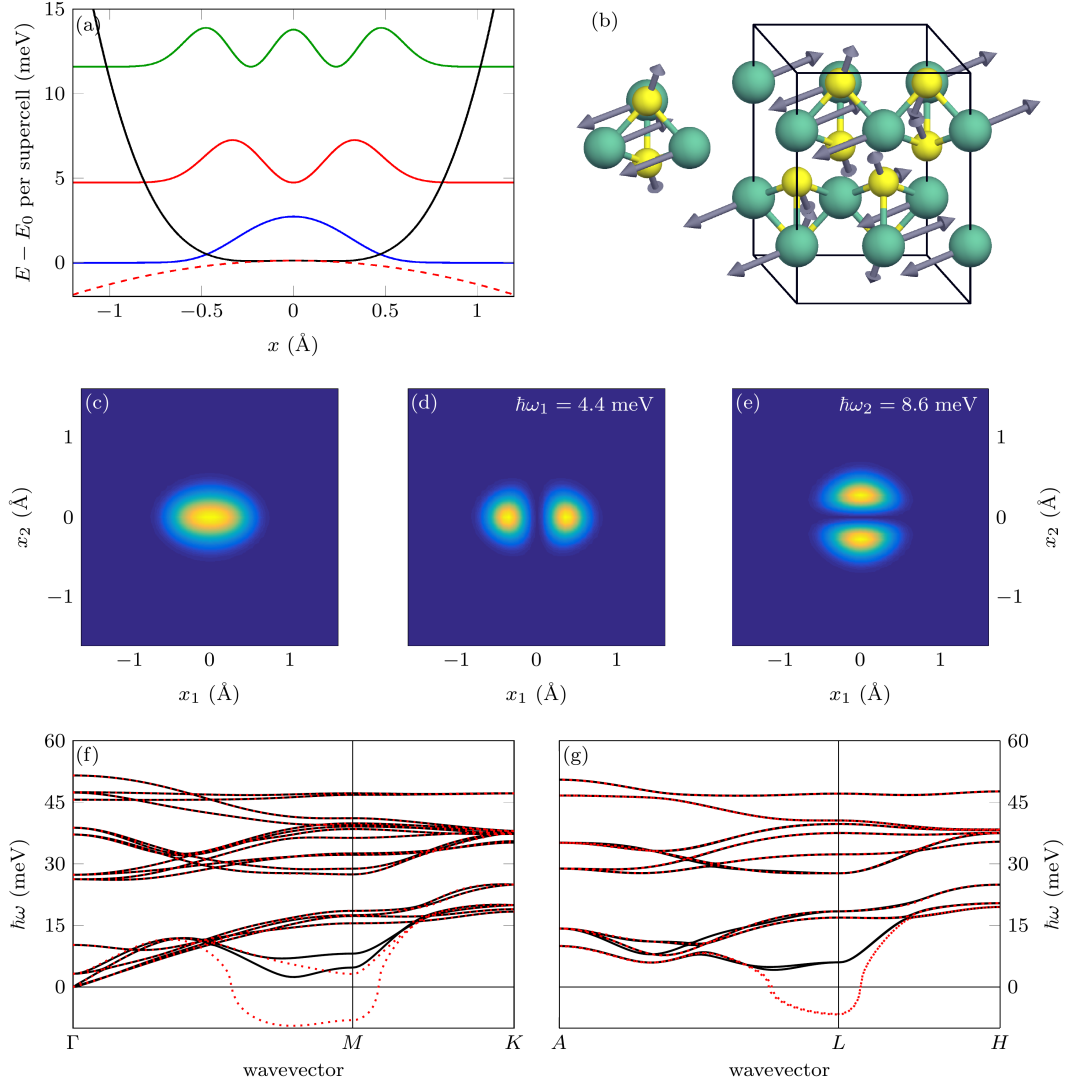 (a)
E − E₀ per supercell (meV)
15
10
5
0
−1 −0.5 0 0.5 1
x (Å)
(b)
(c)
x₂ (Å)
1
0
−1
−1 0 1
x₁ (Å)
(d) ℏω₁ = 4.4 meV
−1 0 1
x₁ (Å)
(e) ℏω₂ = 8.6 meV
1
0
−1
x₂ (Å)
−1 0 1
x₁ (Å)
(f)
ℏω (meV)
60
45
30
15
0
Γ M K
wavevector
(g)
60
45
30
15
0
ℏω (meV)
A L H
wavevector